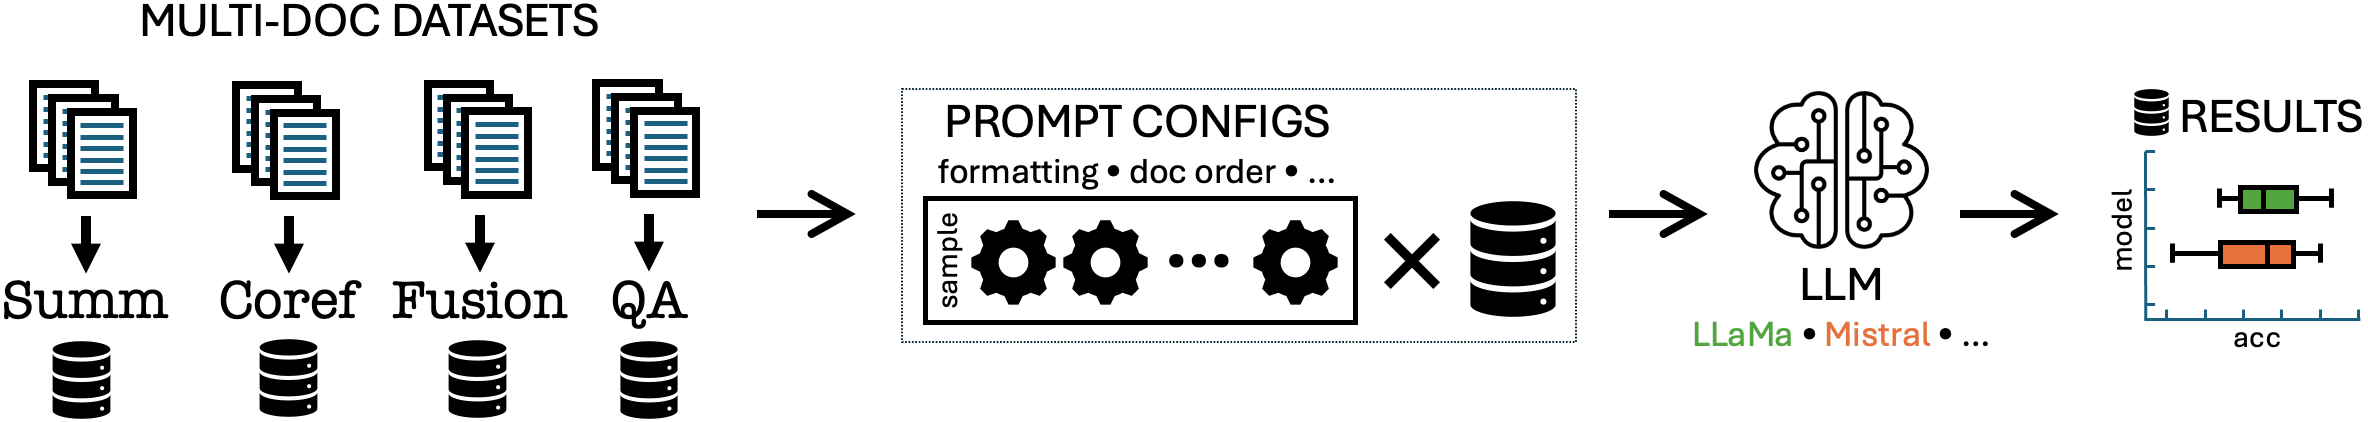 MULTI-DOC DATASETS
Summ
Coref
Fusion
QA
PROMPT CONFIGS
formatting • doc order • ...
sample
...
LLM
LLaMa • Mistral • ...
RESULTS
model
acc